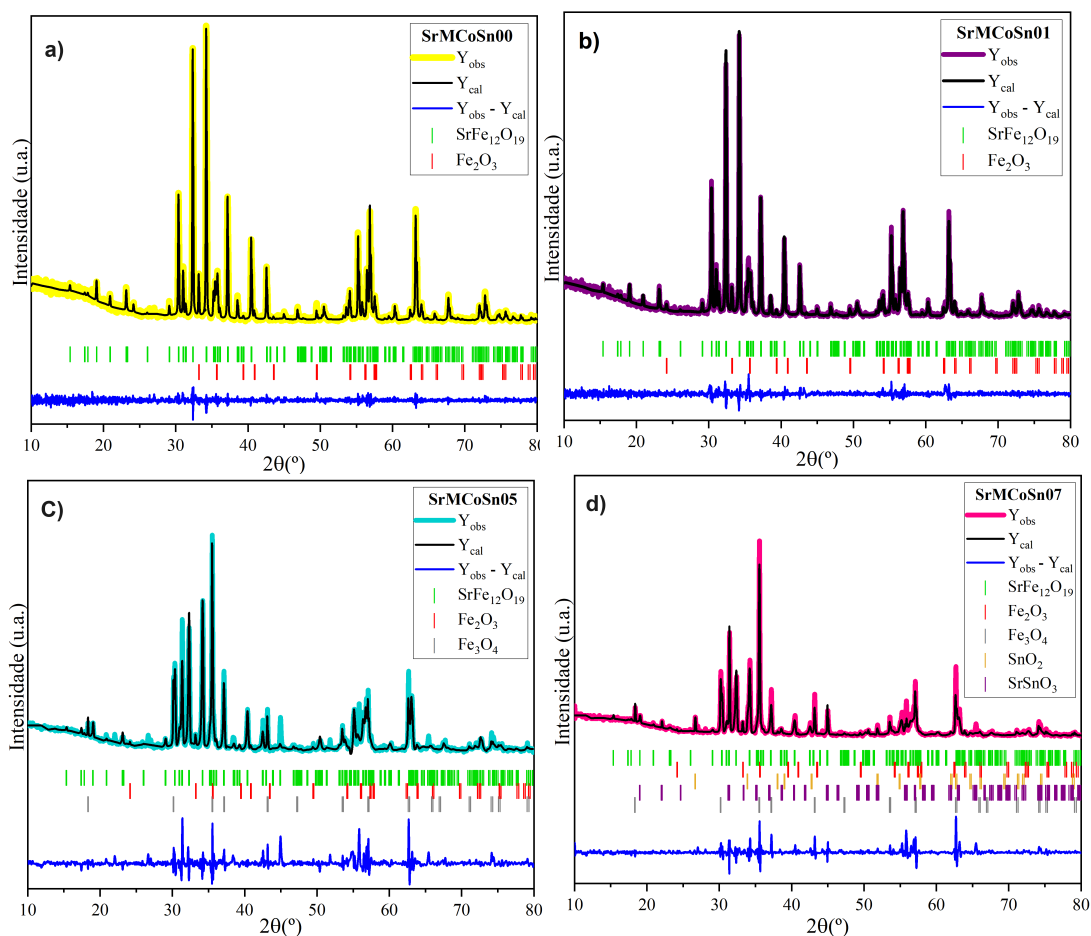 a)
SrMCoSn00
Yobs
Ycal
Yobs - Ycal
SrFe12O19
Fe2O3
Intensidade (u.a.)
10 20 30 40 50 60 70 80
2θ(º)
b)
SrMCoSn01
Yobs
Ycal
Yobs - Ycal
SrFe12O19
Fe2O3
Intensidade (u.a.)
10 20 30 40 50 60 70 80
2θ(º)
C)
SrMCoSn05
Yobs
Ycal
Yobs - Ycal
SrFe12O19
Fe2O3
Fe3O4
Intensidade (u.a.)
10 20 30 40 50 60 70 80
2θ(º)
d)
SrMCoSn07
Yobs
Ycal
Yobs - Ycal
SrFe12O19
Fe2O3
Fe3O4
SnO2
SrSnO3
Intensidade (u.a.)
10 20 30 40 50 60 70 80
2θ(º)